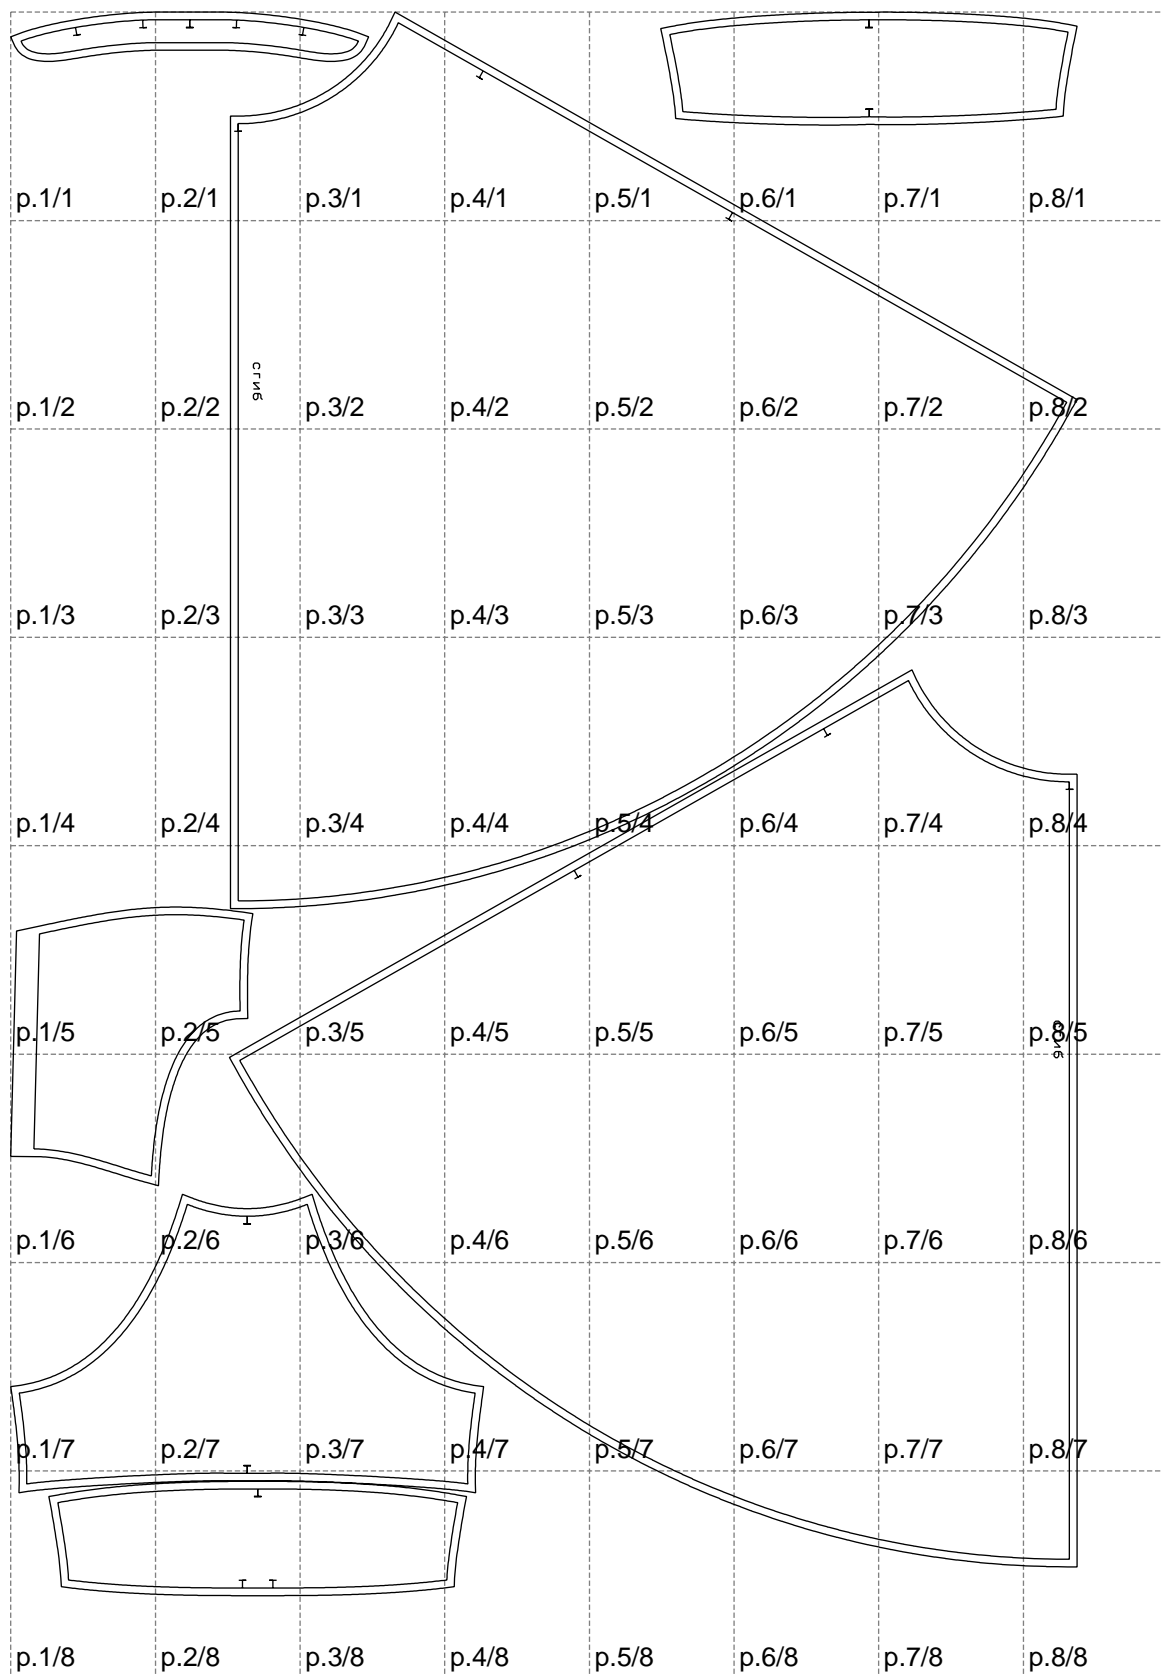 p.1/1 p.2/1 p.3/1 p.4/1 p.5/1 p.6/1 p.7/1 p.8/1
сгиб
p.1/2 p.2/2 p.3/2 p.4/2 p.5/2 p.6/2 p.7/2 p.8/2
p.1/3 p.2/3 p.3/3 p.4/3 p.5/3 p.6/3 p.7/3 p.8/3
p.1/4 p.2/4 p.3/4 p.4/4 p.5/4 p.6/4 p.7/4 p.8/4
p.1/5 p.2/5 p.3/5 p.4/5 p.5/5 p.6/5 p.7/5 p.8/5
сгиб
p.1/6 p.2/6 p.3/6 p.4/6 p.5/6 p.6/6 p.7/6 p.8/6
p.1/7 p.2/7 p.3/7 p.4/7 p.5/7 p.6/7 p.7/7 p.8/7
p.1/8 p.2/8 p.3/8 p.4/8 p.5/8 p.6/8 p.7/8 p.8/8